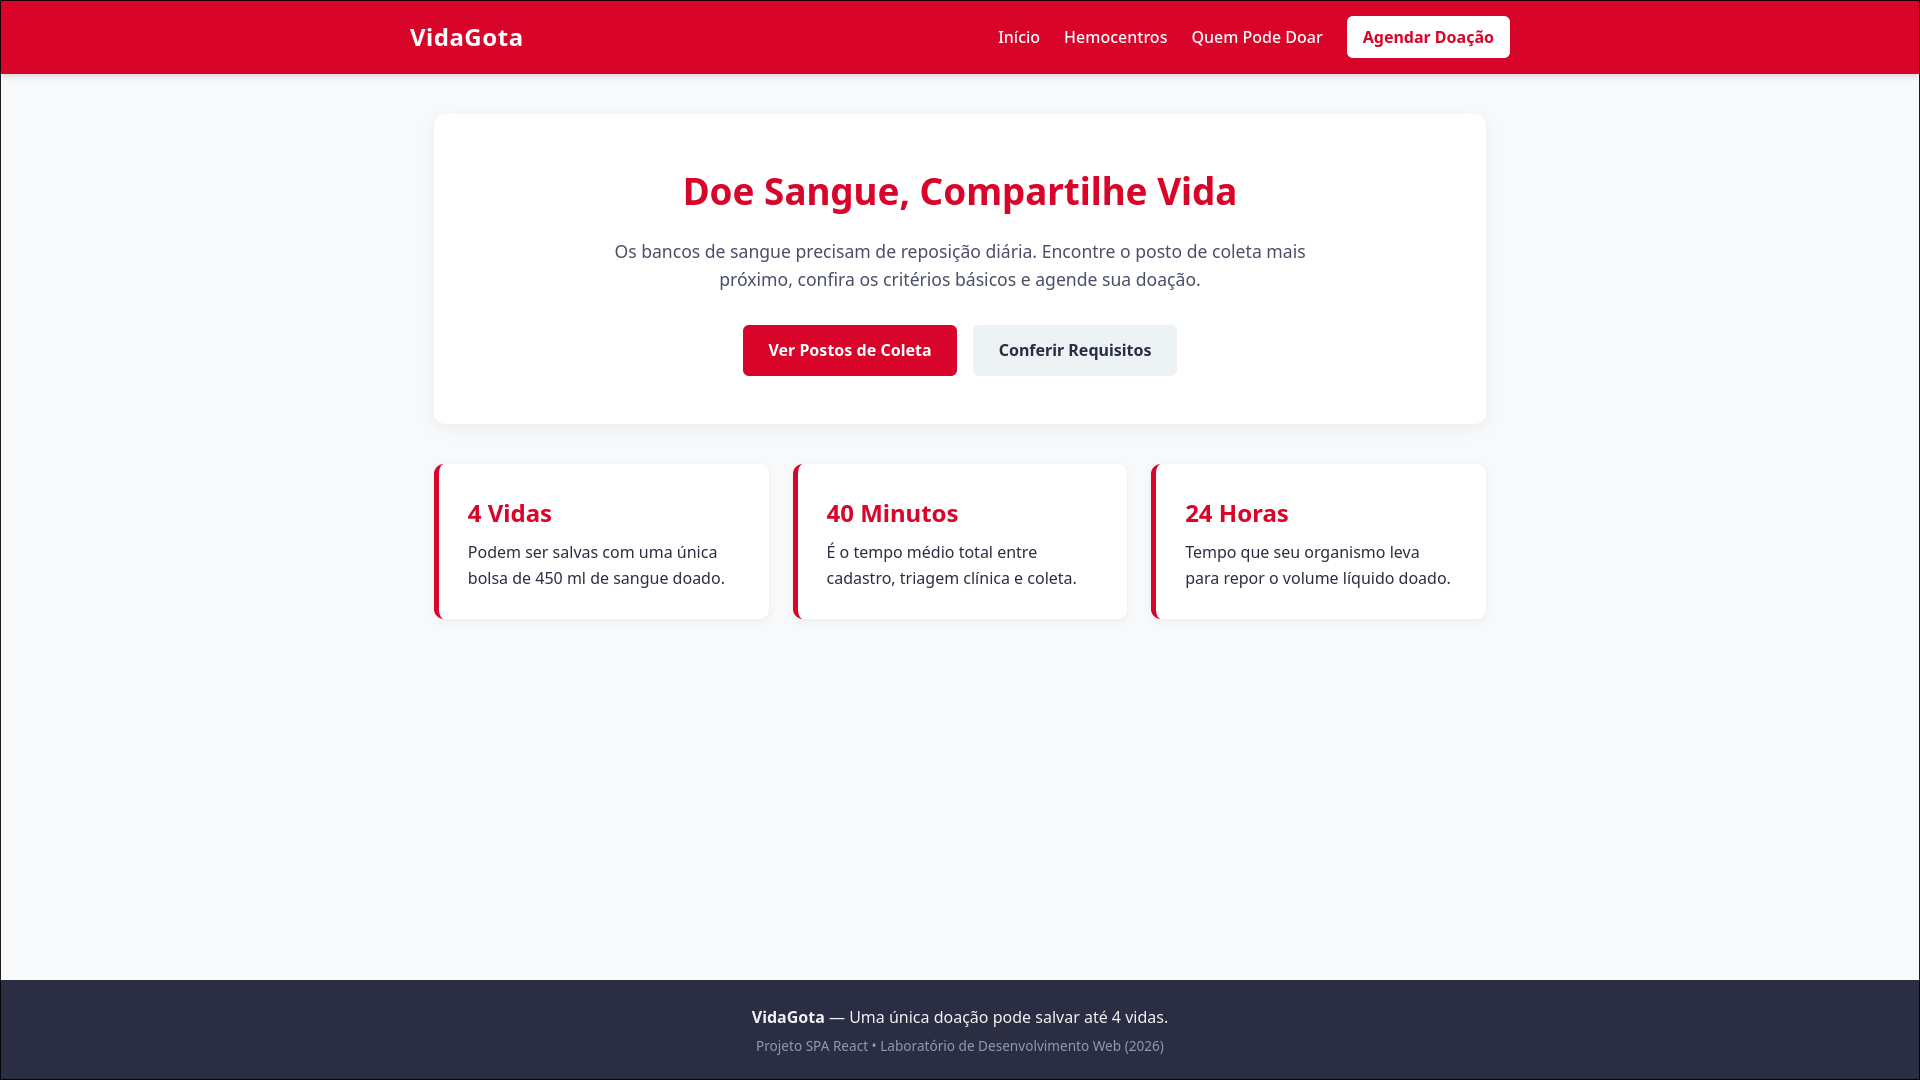 VidaGota
Início
Hemocentros
Quem Pode Doar
Agendar Doação
Doe Sangue, Compartilhe Vida
Os bancos de sangue precisam de reposição diária. Encontre o posto de coleta mais
próximo, confira os critérios básicos e agende sua doação.
Ver Postos de Coleta
Conferir Requisitos
4 Vidas
Podem ser salvas com uma única
bolsa de 450 ml de sangue doado.
40 Minutos
É o tempo médio total entre
cadastro, triagem clínica e coleta.
24 Horas
Tempo que seu organismo leva
para repor o volume líquido doado.
VidaGota — Uma única doação pode salvar até 4 vidas.
Projeto SPA React • Laboratório de Desenvolvimento Web (2026)